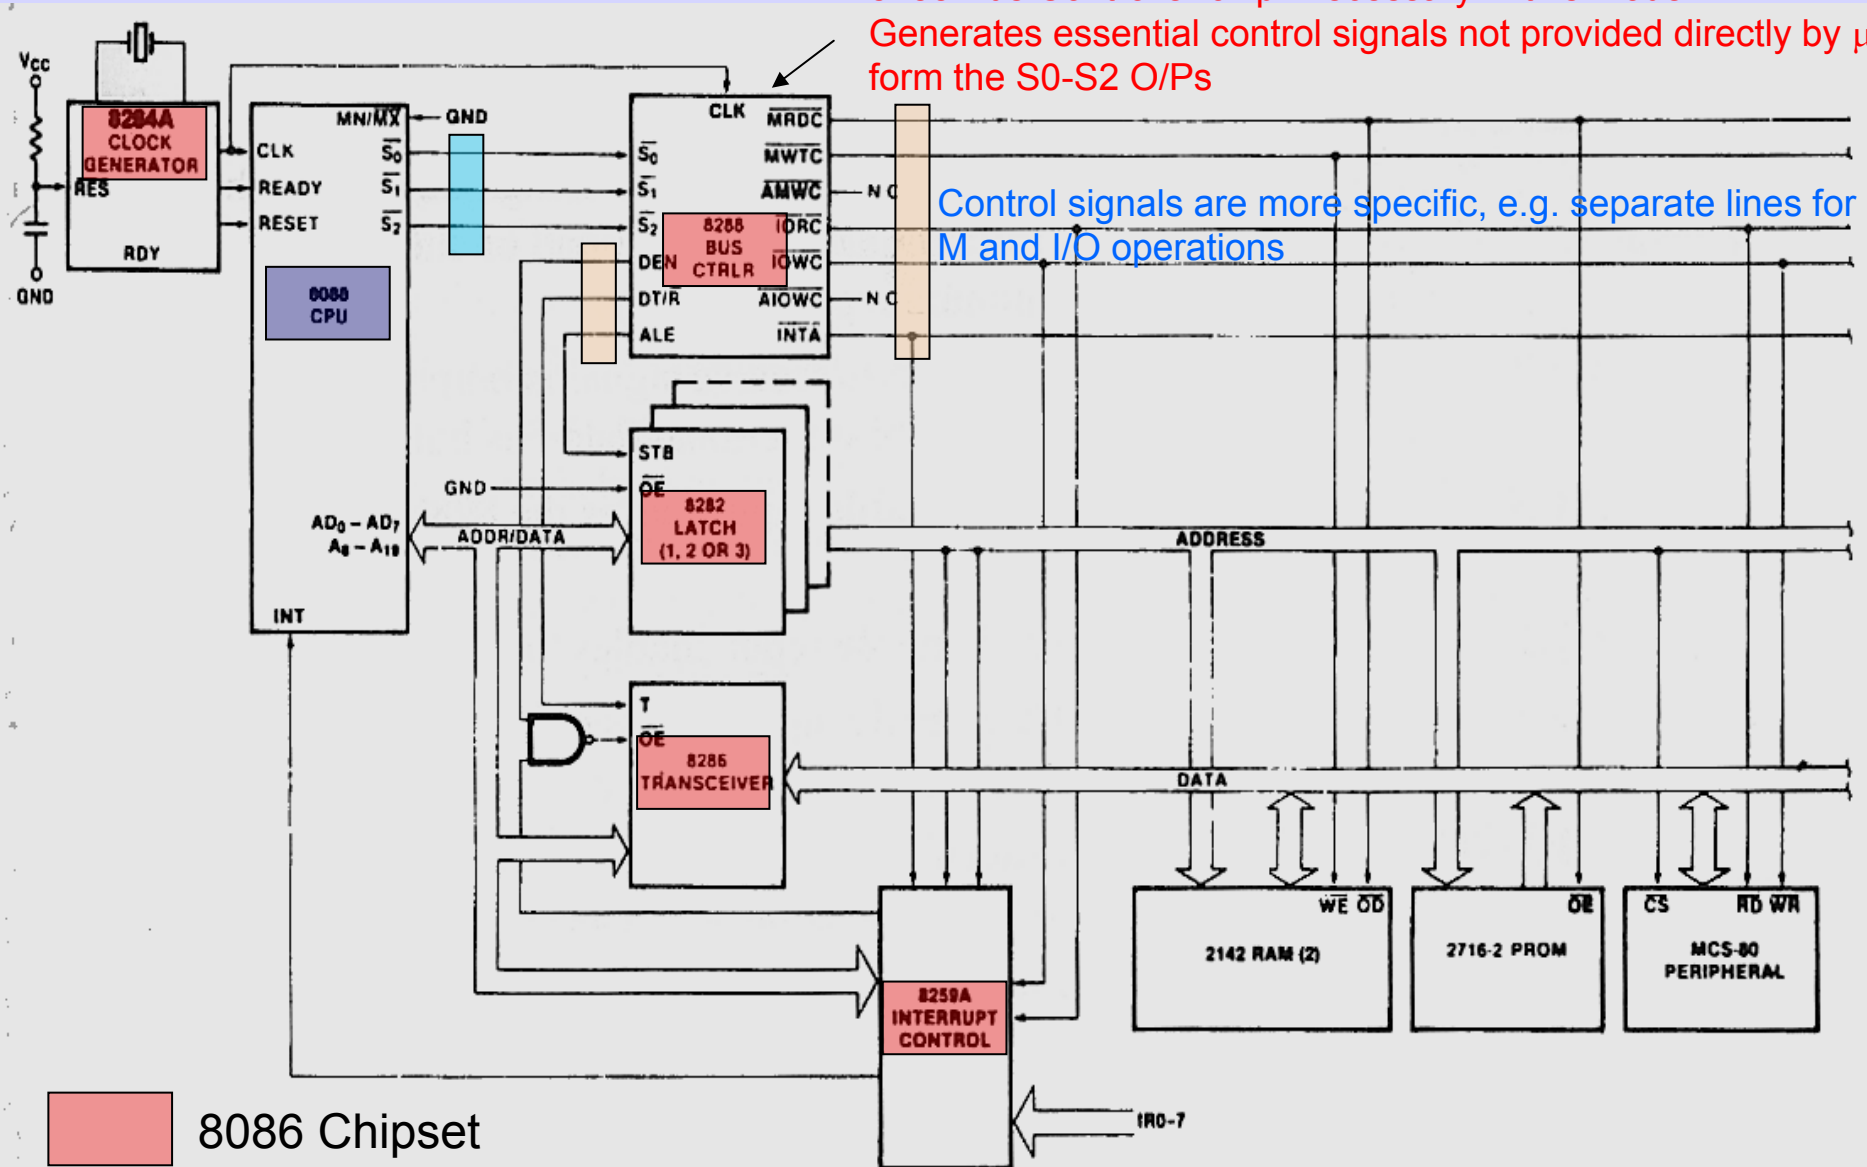 Generates essential control signals not provided directly by μ
form the S0-S2 O/Ps
Vcc
GND
8284A
CLOCK
GENERATOR
RES
RDY
MN/MX
GND
CLK
READY
RESET
S0
S1
S2
8088
CPU
AD0 – AD7
A8 – A19
INT
ADDR/DATA
CLK
S0
S1
S2
DEN
DT/R
ALE
8288
BUS
CTRLR
MRDC
MWTC
AMWC
N C
IORC
IOWC
AIOWC
N C
INTA
Control signals are more specific, e.g. separate lines for
M and I/O operations
STB
GND
OE
8282
LATCH
(1, 2 OR 3)
ADDRESS
T
OE
8286
TRANSCEIVER
DATA
WE OD
2142 RAM (2)
OE
2716-2 PROM
CS
RD WR
MCS-80
PERIPHERAL
8259A
INTERRUPT
CONTROL
IR0-7
8086 Chipset